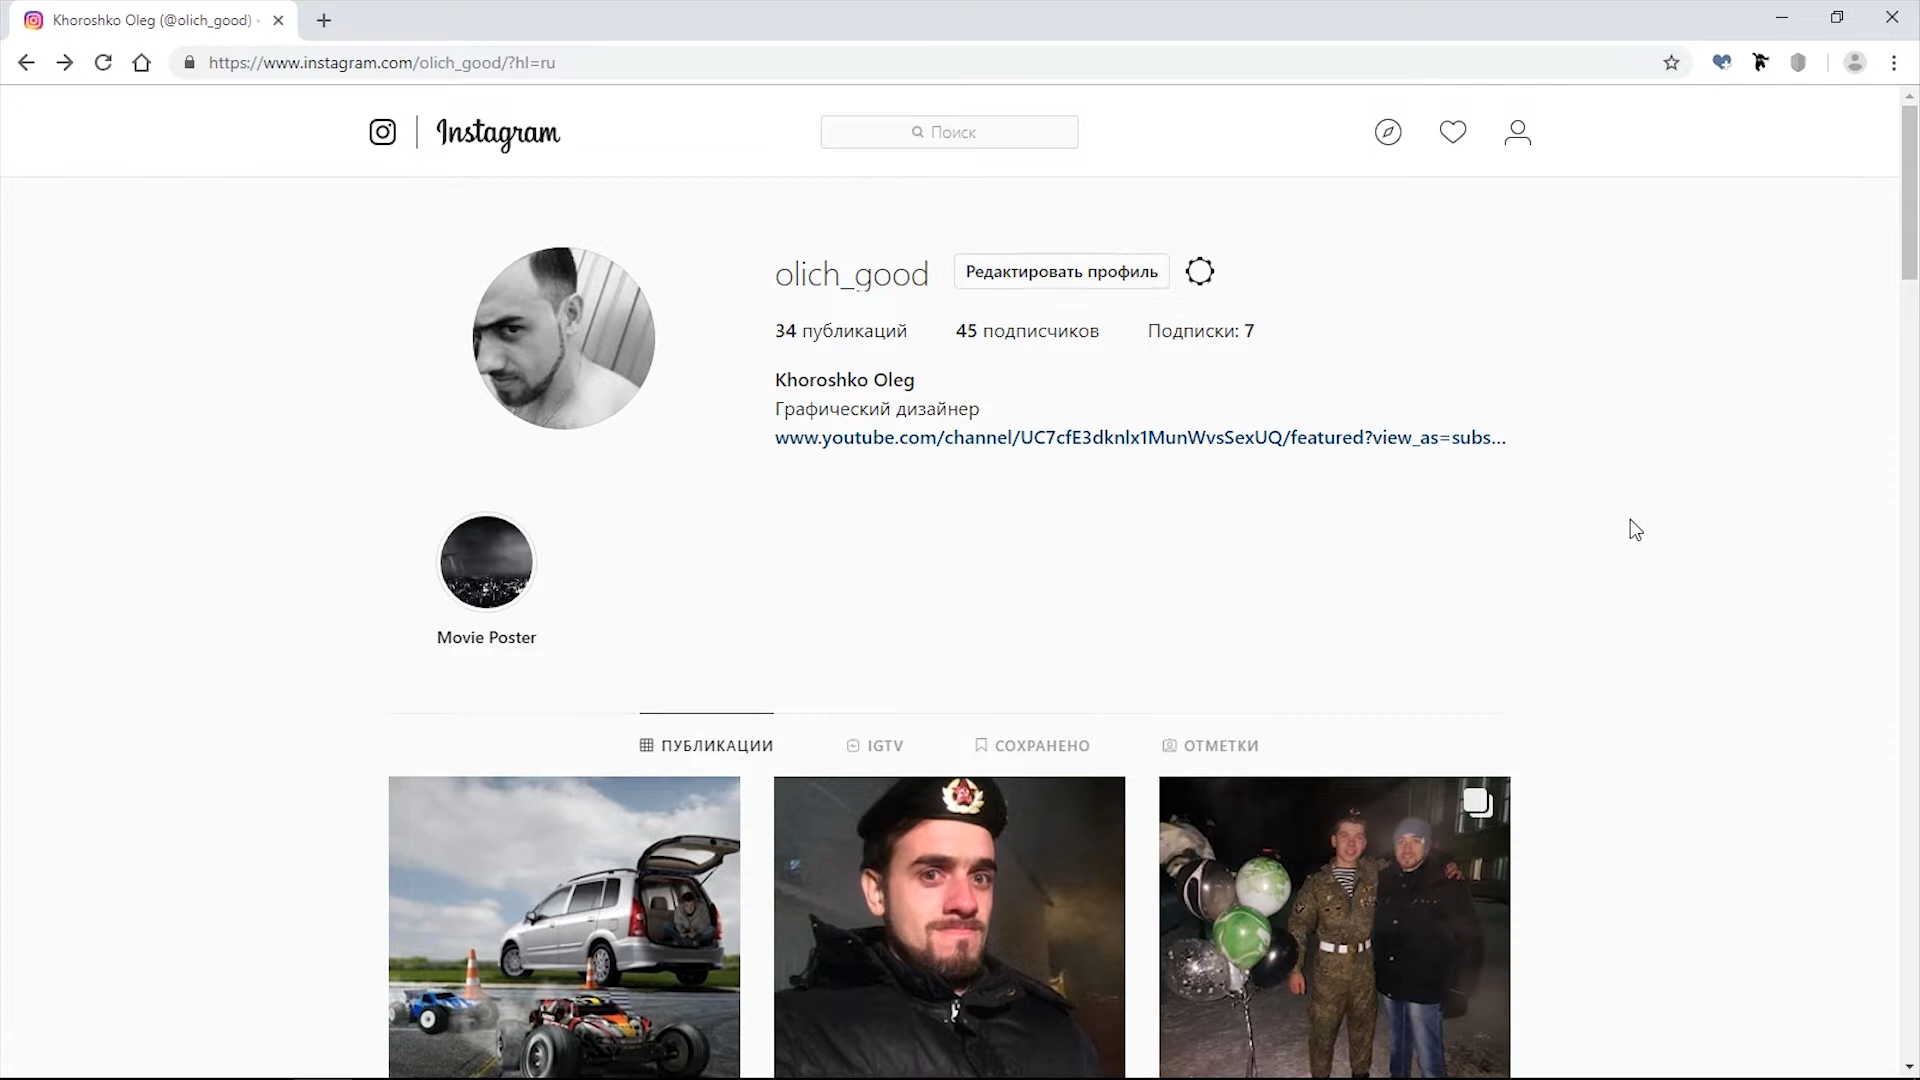 Khoroshko Oleg (@olich_good)
https://www.instagram.com/olich_good/?hl=ru
Instagram
Поиск
olich_good
Редактировать профиль
34 публикаций 45 подписчиков Подписки: 7
Khoroshko Oleg
Графический дизайнер
www.youtube.com/channel/UC7cfE3dknlx1MunWvsSexUQ/featured?view_as=subs...
Movie Poster
ПУБЛИКАЦИИ IGTV СОХРАНЕНО ОТМЕТКИ